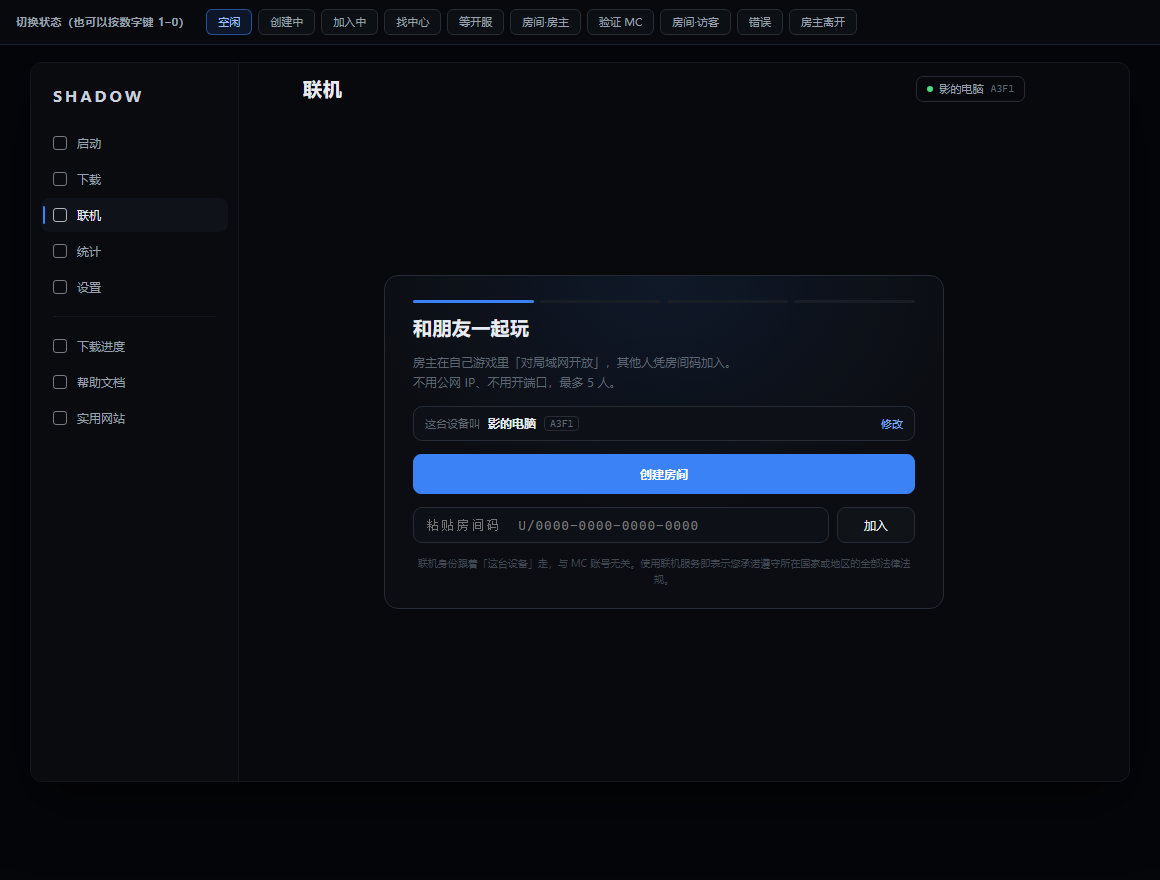 切换状态（也可以按数字键 1–0） 空闲 创建中 加入中 找中心 等开服 房间·房主 验证 MC 房间·访客 错误 房主离开
SHADOW
启动
下载
联机
统计
设置
下载进度
帮助文档
实用网站
联机
影的电脑 A3F1
和朋友一起玩
房主在自己游戏里「对局域网开放」，其他人凭房间码加入。
不用公网 IP、不用开端口，最多 5 人。
这台设备叫 影的电脑 A3F1 修改
创建房间
粘贴房间码 U/0000-0000-0000-0000 加入
联机身份跟着「这台设备」走，与 MC 账号无关。使用联机服务即表示您承诺遵守所在国家或地区的全部法律法
规。